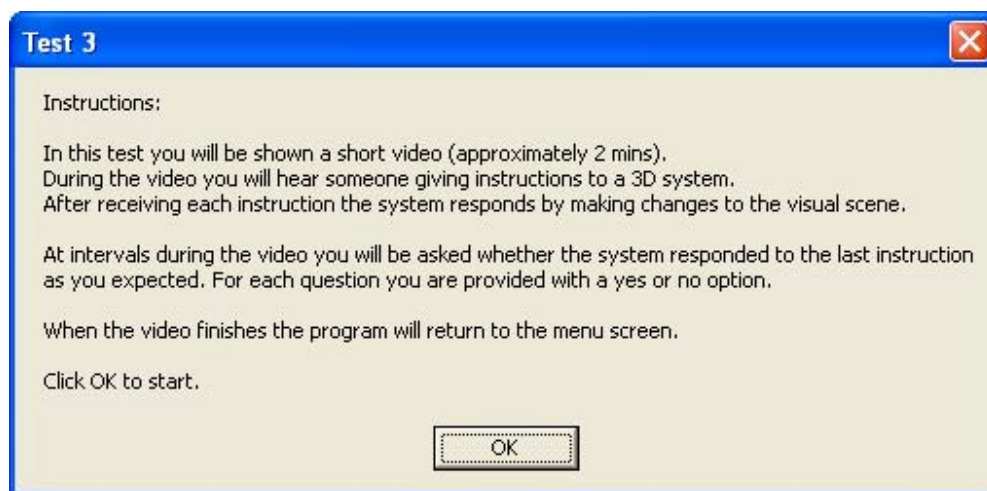 Test 3
Instructions:
In this test you will be shown a short video (approximately 2 mins).
During the video you will hear someone giving instructions to a 3D system.
After receiving each instruction the system responds by making changes to the visual scene.
At intervals during the video you will be asked whether the system responded to the last instruction
as you expected. For each question you are provided with a yes or no option.
When the video finishes the program will return to the menu screen.
Click OK to start.
OK